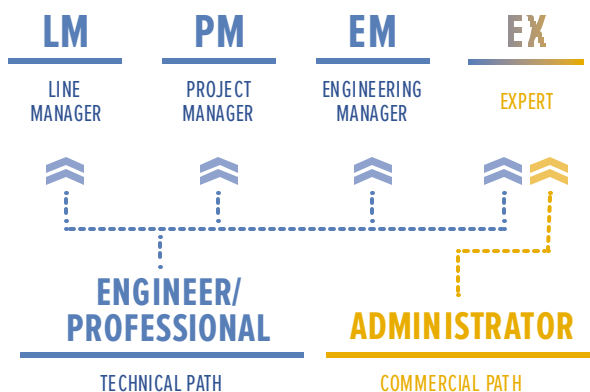 LM
PM
EM
EX
LINE
MANAGER
PROJECT
MANAGER
ENGINEERING
MANAGER
EXPERT
ENGINEER/
PROFESSIONAL
TECHNICAL PATH
ADMINISTRATOR
COMMERCIAL PATH